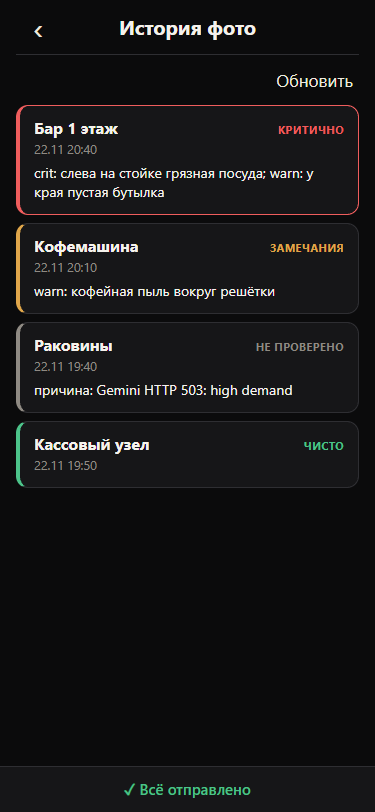 ‹ История фото
Обновить
Бар 1 этаж КРИТИЧНО
22.11 20:40
crit: слева на стойке грязная посуда; warn: у
края пустая бутылка
Кофемашина ЗАМЕЧАНИЯ
22.11 20:10
warn: кофейная пыль вокруг решётки
Раковины НЕ ПРОВЕРЕНО
22.11 19:40
причина: Gemini HTTP 503: high demand
Кассовый узел ЧИСТО
22.11 19:50
✓ Всё отправлено